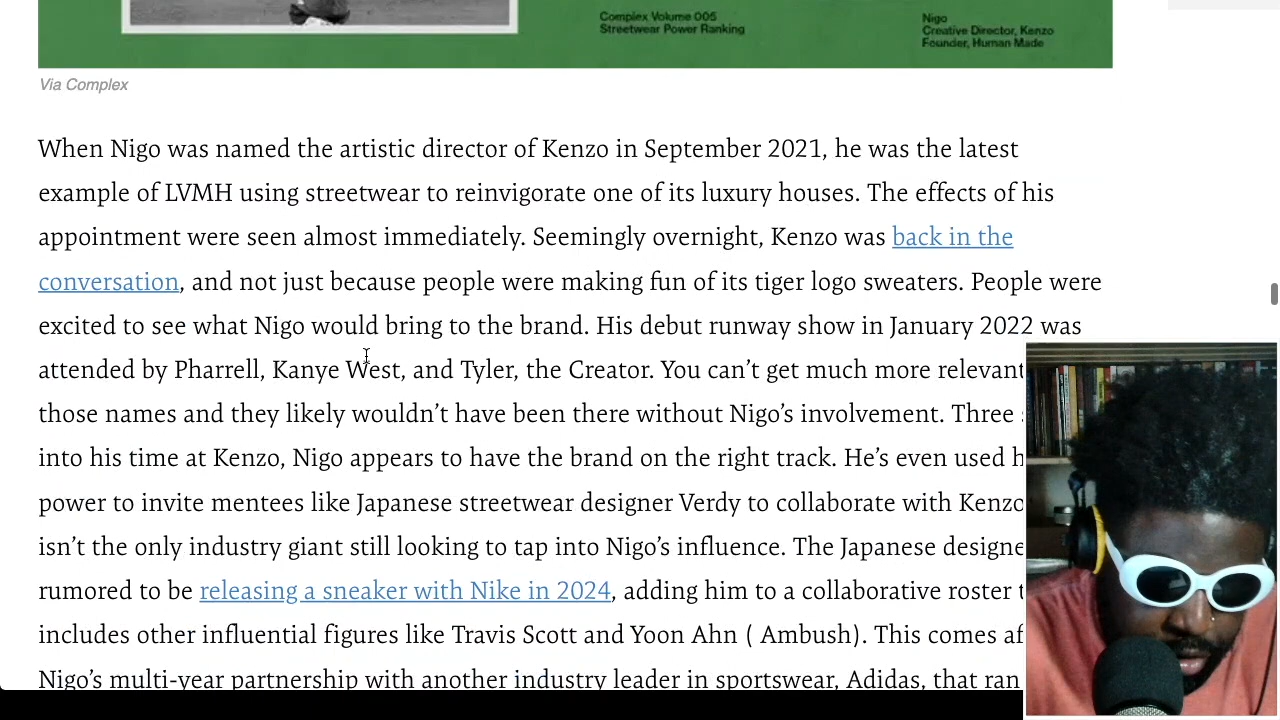 Complex Volume 005
Streetwear Power Ranking
Nigo
Creative Director, Kenzo
Founder, Human Made
Via Complex
When Nigo was named the artistic director of Kenzo in September 2021, he was the latest
example of LVMH using streetwear to reinvigorate one of its luxury houses. The effects of his
appointment were seen almost immediately. Seemingly overnight, Kenzo was back in the
conversation, and not just because people were making fun of its tiger logo sweaters. People were
excited to see what Nigo would bring to the brand. His debut runway show in January 2022 was
attended by Pharrell, Kanye West, and Tyler, the Creator. You can’t get much more relevant
those names and they likely wouldn’t have been there without Nigo’s involvement. Three
into his time at Kenzo, Nigo appears to have the brand on the right track. He’s even used
power to invite mentees like Japanese streetwear designer Verdy to collaborate with Kenzo
isn’t the only industry giant still looking to tap into Nigo’s influence. The Japanese
rumored to be releasing a sneaker with Nike in 2024, adding him to a collaborative roster
includes other influential figures like Travis Scott and Yoon Ahn ( Ambush). This comes
Nigo’s multi-year partnership with another industry leader in sportswear, Adidas, that ran